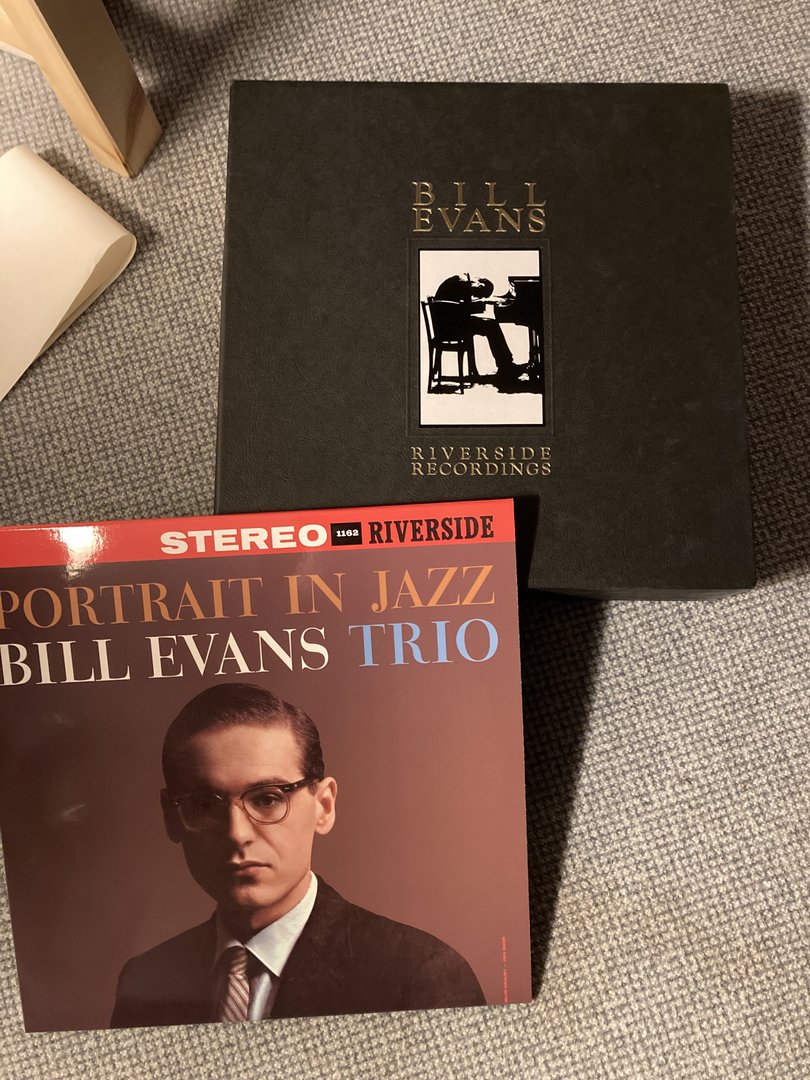 BILL
EVANS
RIVERSIDE
RECORDINGS
STEREO 1162 RIVERSIDE
PORTRAIT IN JAZZ
BILL EVANS TRIO